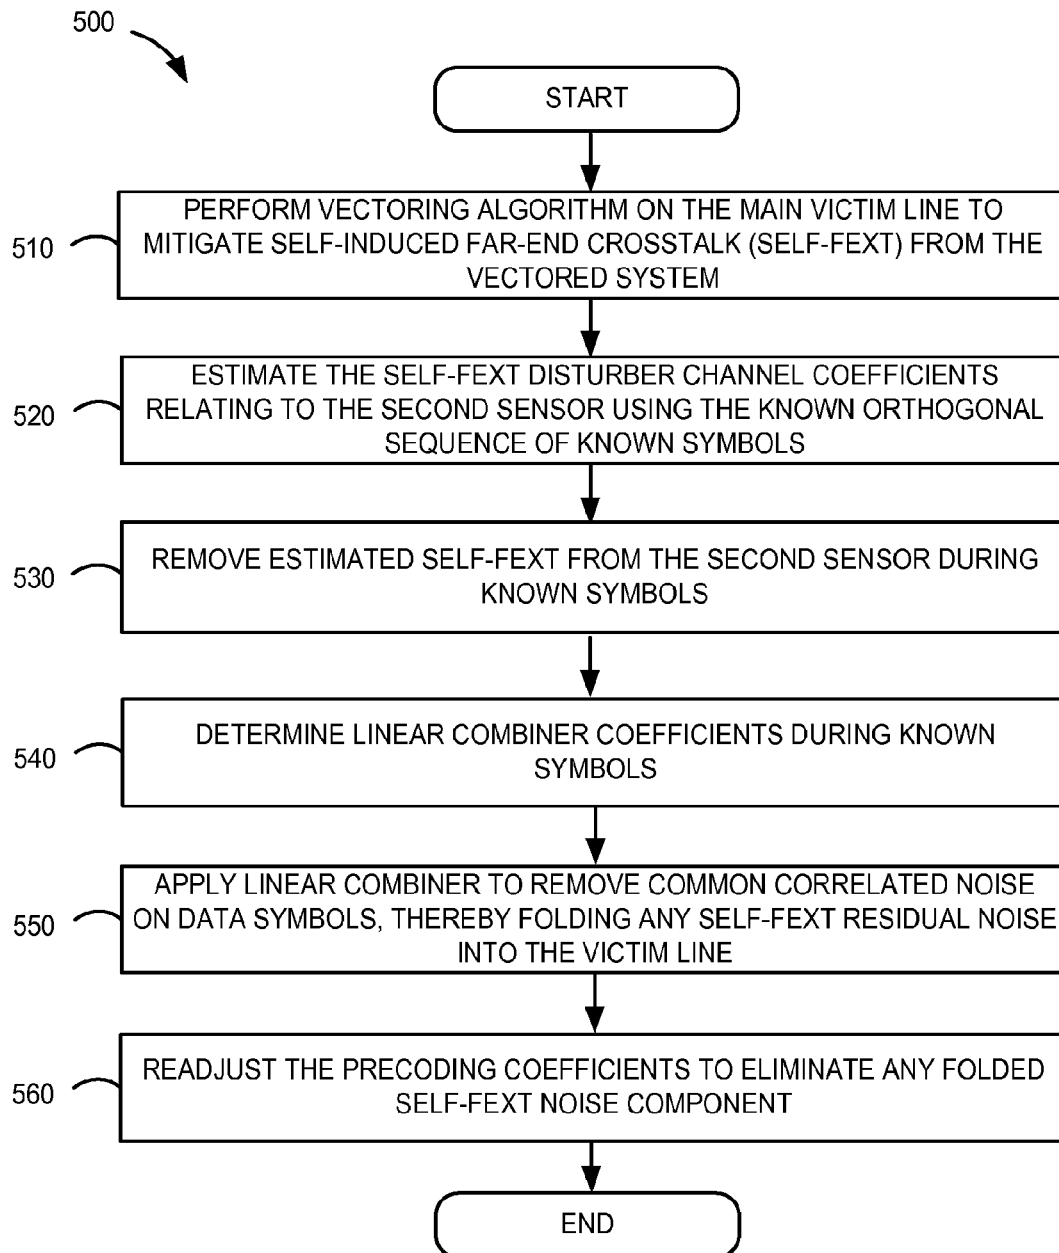 500
START
510
PERFORM VECTORING ALGORITHM ON THE MAIN VICTIM LINE TO
MITIGATE SELF-INDUCED FAR-END CROSSTALK (SELF-FEXT) FROM THE
VECTORED SYSTEM
520
ESTIMATE THE SELF-FEXT DISTURBER CHANNEL COEFFICIENTS
RELATING TO THE SECOND SENSOR USING THE KNOWN ORTHOGONAL
SEQUENCE OF KNOWN SYMBOLS
530
REMOVE ESTIMATED SELF-FEXT FROM THE SECOND SENSOR DURING
KNOWN SYMBOLS
540
DETERMINE LINEAR COMBINER COEFFICIENTS DURING KNOWN
SYMBOLS
550
APPLY LINEAR COMBINER TO REMOVE COMMON CORRELATED NOISE
ON DATA SYMBOLS, THEREBY FOLDING ANY SELF-FEXT RESIDUAL NOISE
INTO THE VICTIM LINE
560
READJUST THE PRECODING COEFFICIENTS TO ELIMINATE ANY FOLDED
SELF-FEXT NOISE COMPONENT
END